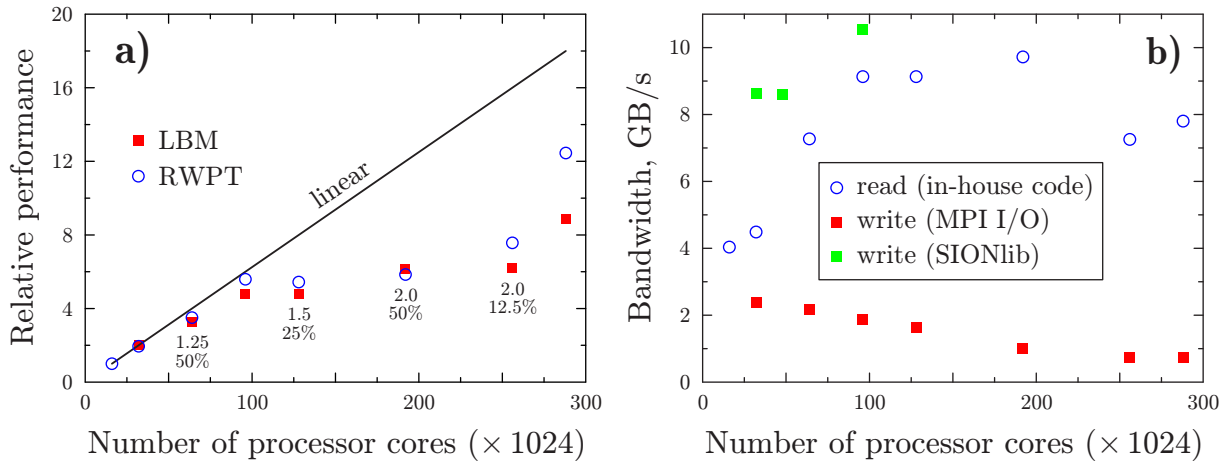 a)
Relative performance
20
16
12
8
4
0
LBM
RWPT
linear
1.25
50%
1.5
25%
2.0
50%
2.0
12.5%
0
100
200
300
Number of processor cores (× 1024)
b)
Bandwidth, GB/s
10
8
6
4
2
0
read (in-house code)
write (MPI I/O)
write (SIONlib)
0
100
200
300
Number of processor cores (× 1024)